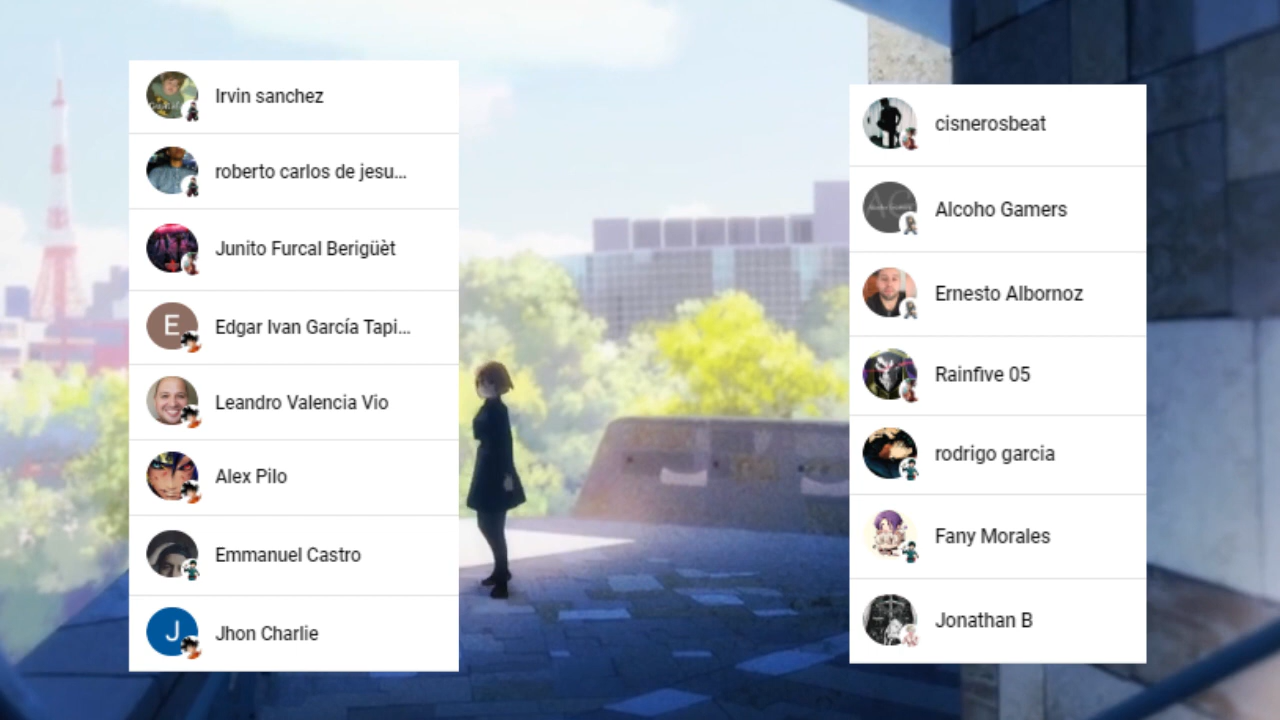 Irvin sanchez
roberto carlos de jesu...
Junito Furcal Berigüèt
E
Edgar Ivan García Tapi...
Leandro Valencia Vio
Alex Pilo
Emmanuel Castro
J
Jhon Charlie
cisnerosbeat
AG
Alcoho Gamers
Ernesto Albornoz
Rainfive 05
rodrigo garcia
Fany Morales
Jonathan B